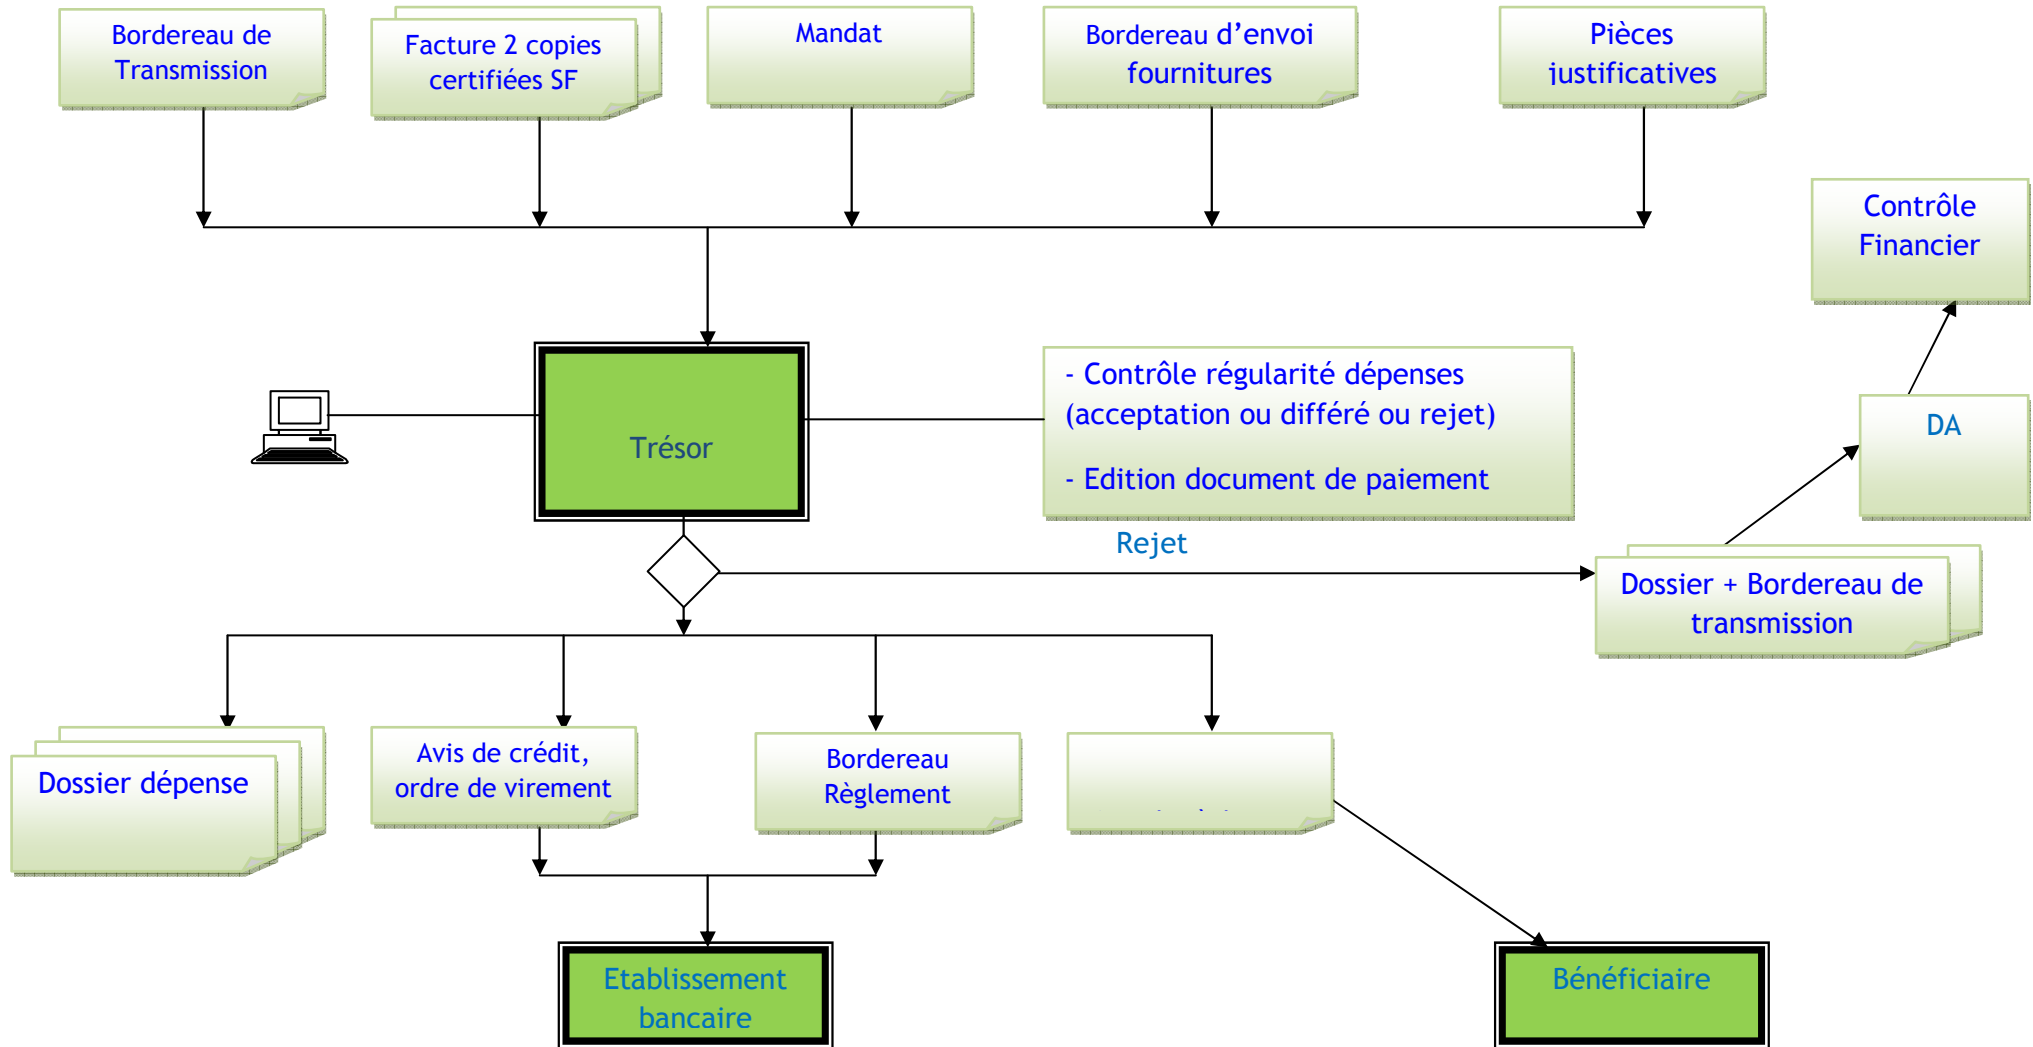 Bordereau de
Transmission
Facture 2 copies
certifiées SF
Mandat
Bordereau d’envoi
fournitures
Pièces
justificatives
Contrôle
Financier
Trésor
- Contrôle régularité dépenses
(acceptation ou différé ou rejet)
- Edition document de paiement
DA
Rejet
Dossier + Bordereau de
transmission
Dossier dépense
Avis de crédit,
ordre de virement
Bordereau
Règlement
Etablissement
bancaire
Bénéficiaire